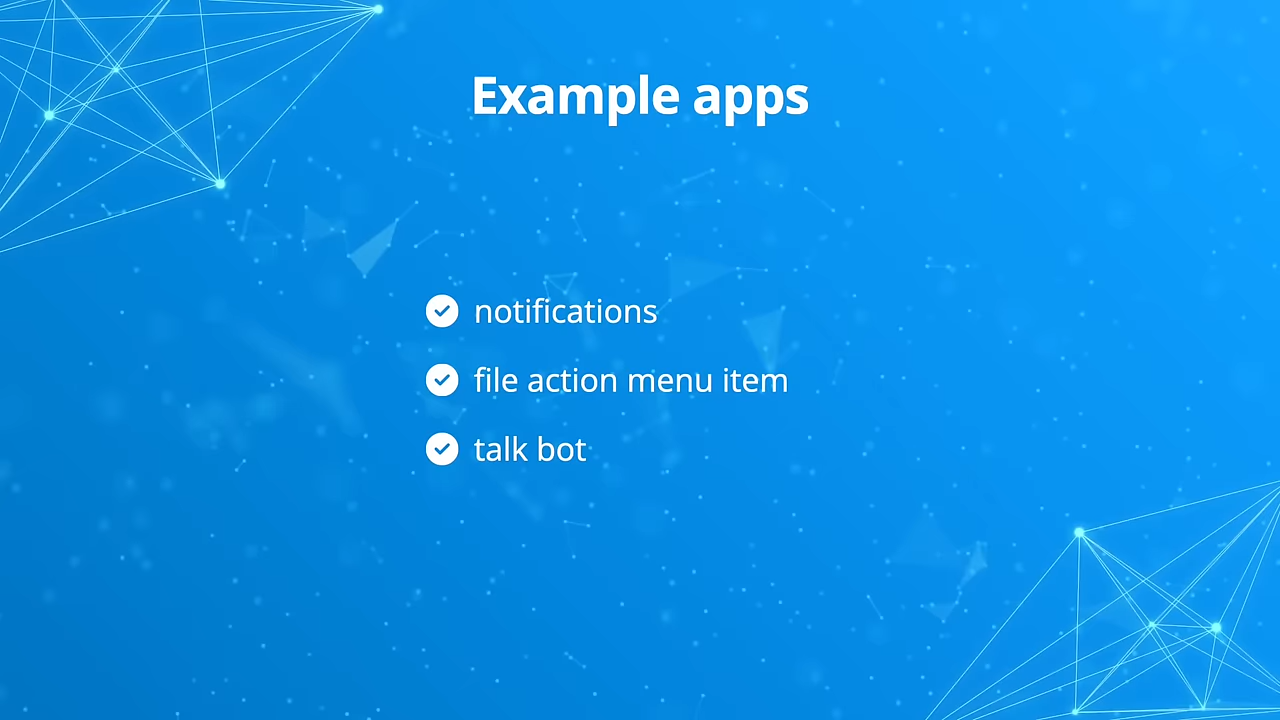 Example apps
notifications
file action menu item
talk bot